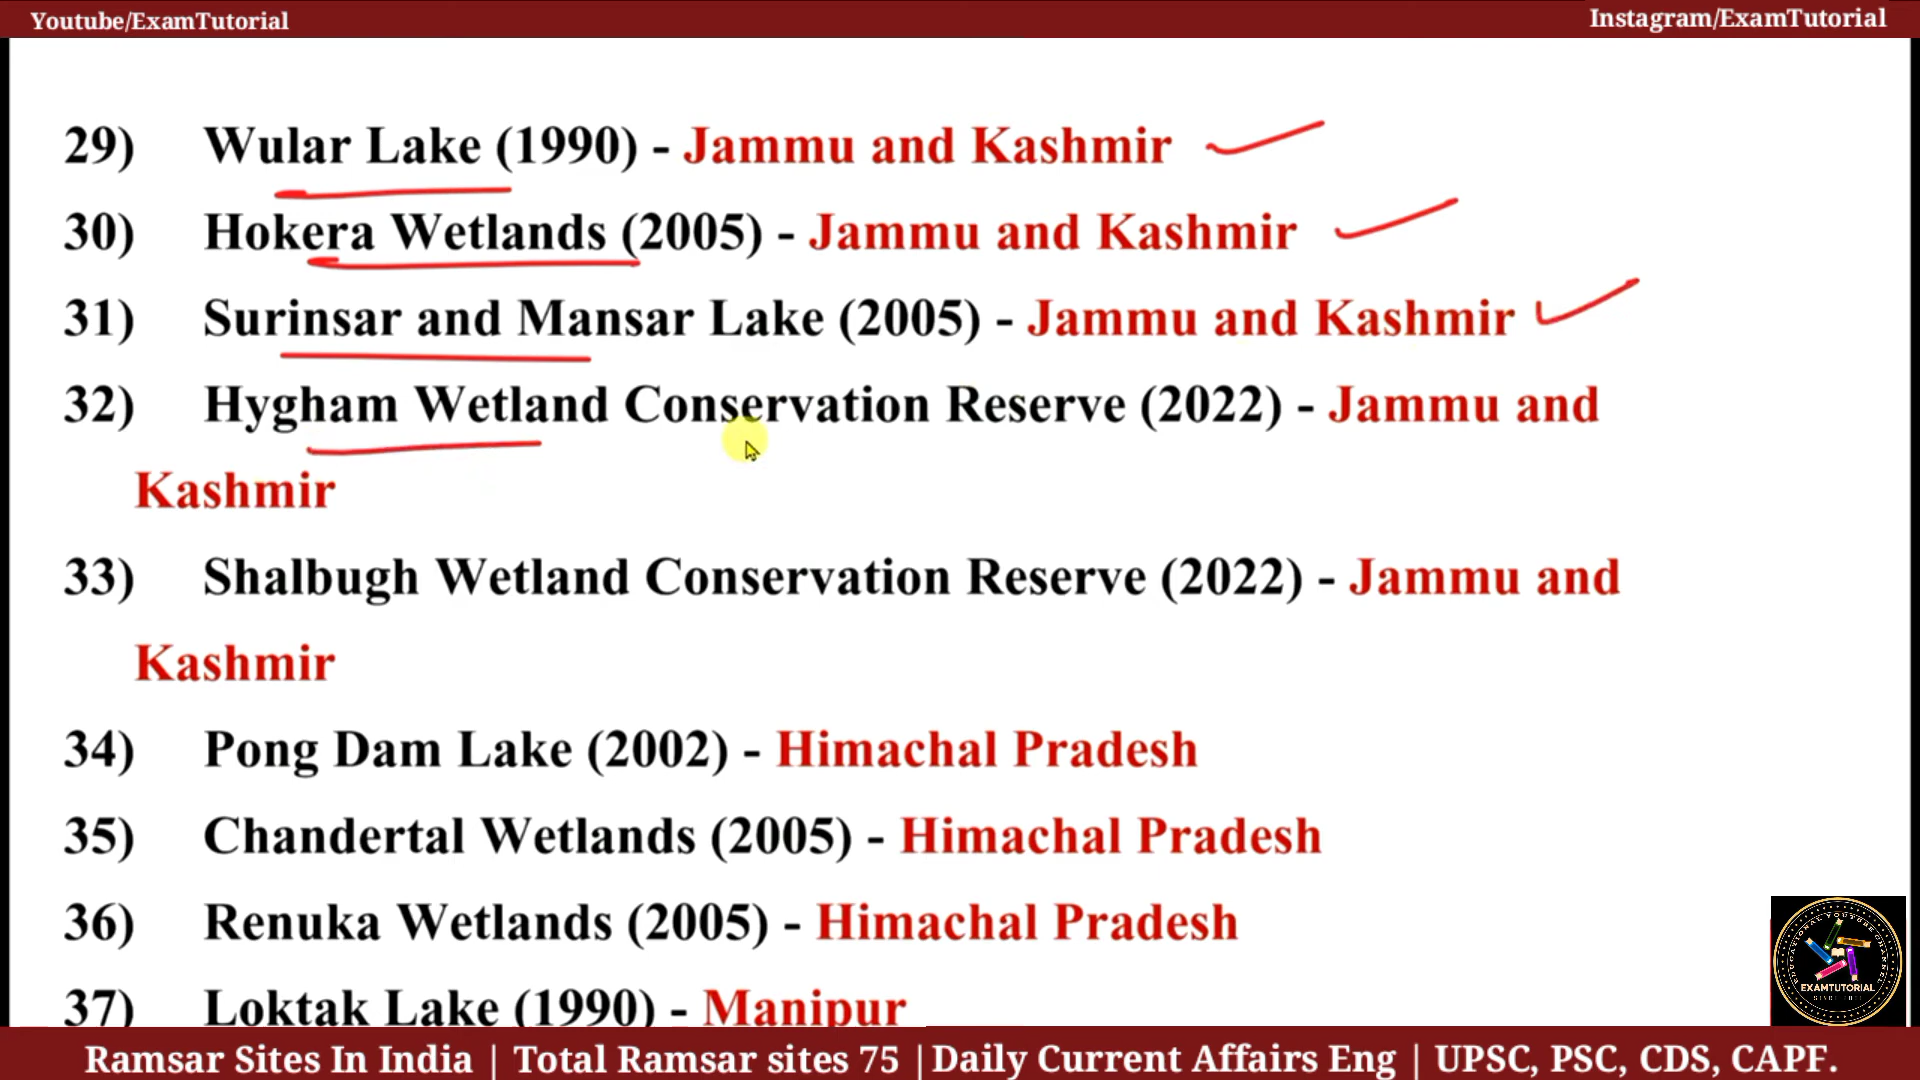 Youtube/ExamTutorial
Instagram/ExamTutorial
29) Wular Lake (1990) - Jammu and Kashmir
30) Hokera Wetlands (2005) - Jammu and Kashmir
31) Surinsar and Mansar Lake (2005) - Jammu and Kashmir
32) Hygham Wetland Conservation Reserve (2022) - Jammu and
Kashmir
33) Shalbugh Wetland Conservation Reserve (2022) - Jammu and
Kashmir
34) Pong Dam Lake (2002) - Himachal Pradesh
35) Chandertal Wetlands (2005) - Himachal Pradesh
36) Renuka Wetlands (2005) - Himachal Pradesh
37) Loktak Lake (1990) - Manipur
EDUCATIONAL YOUTUBE CHANNEL
EXAMTUTORIAL
Ramsar Sites In India | Total Ramsar sites 75 |Daily Current Affairs Eng | UPSC, PSC, CDS, CAPF.